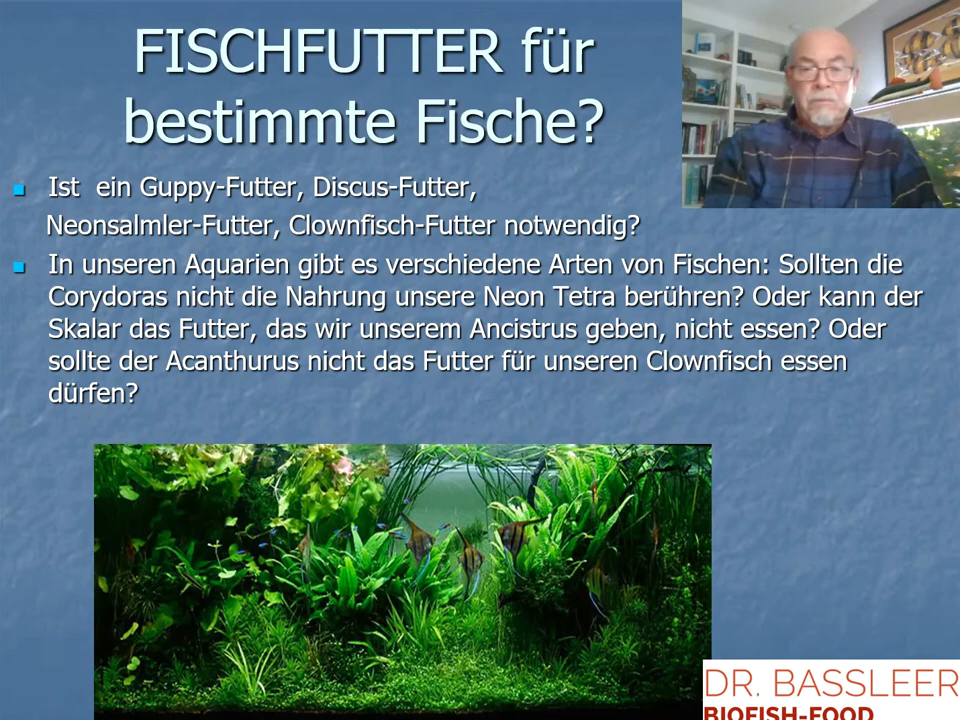 FISCHFUTTER für
bestimmte Fische?
Ist ein Guppy-Futter, Discus-Futter,
Neonsalmler-Futter, Clownfisch-Futter notwendig?
In unseren Aquarien gibt es verschiedene Arten von Fischen: Sollten die
Corydoras nicht die Nahrung unsere Neon Tetra berühren? Oder kann der
Skalar das Futter, das wir unserem Ancistrus geben, nicht essen? Oder
sollte der Acanthurus nicht das Futter für unseren Clownfisch essen
dürfen?
DR. BASSLEER
BIOFISH-FOOD